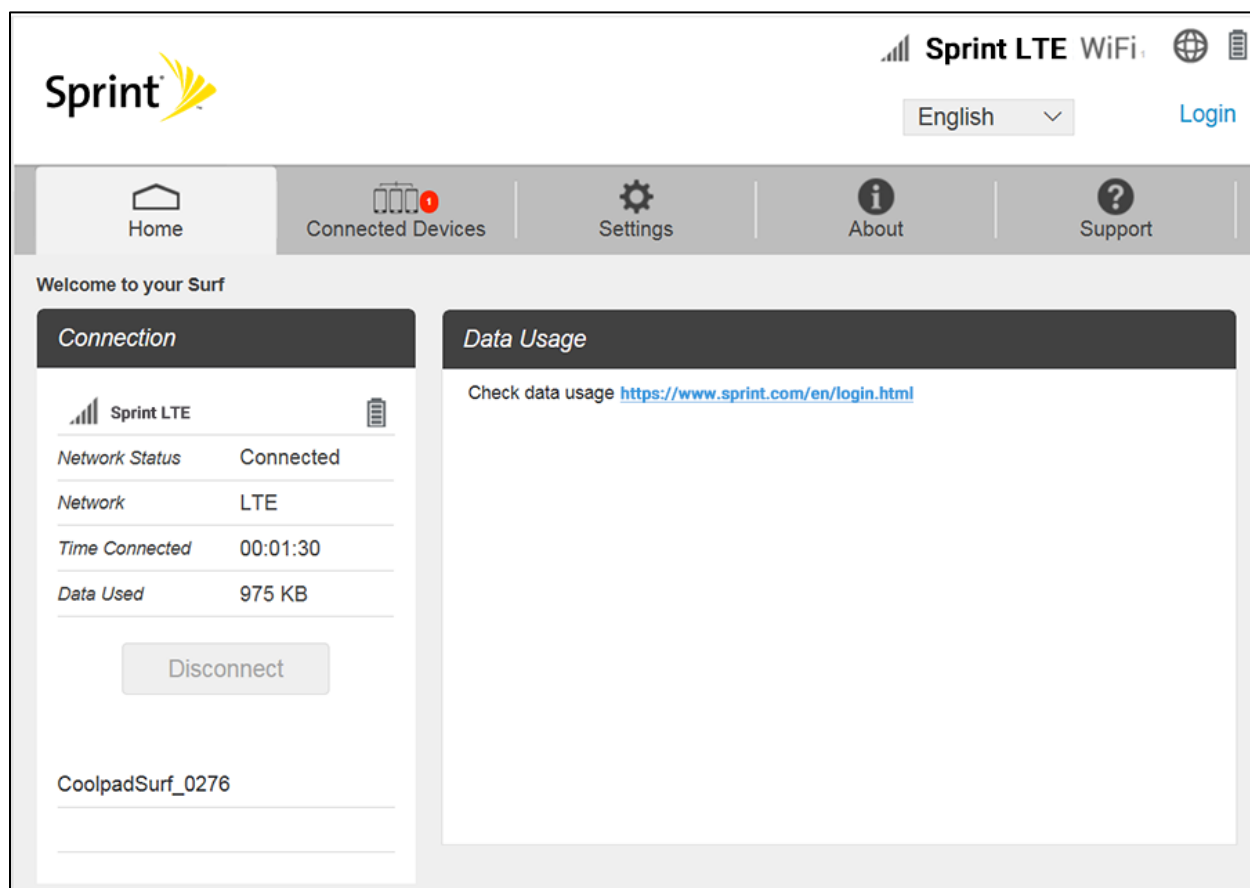 Sprint LTE WiFi 1
Sprint
English
Login
Home
Connected Devices 1
Settings
About
Support
Welcome to your Surf
Connection
Sprint LTE
Network Status Connected
Network LTE
Time Connected 00:01:30
Data Used 975 KB
Disconnect
CoolpadSurf_0276
Data Usage
Check data usage https://www.sprint.com/en/login.html